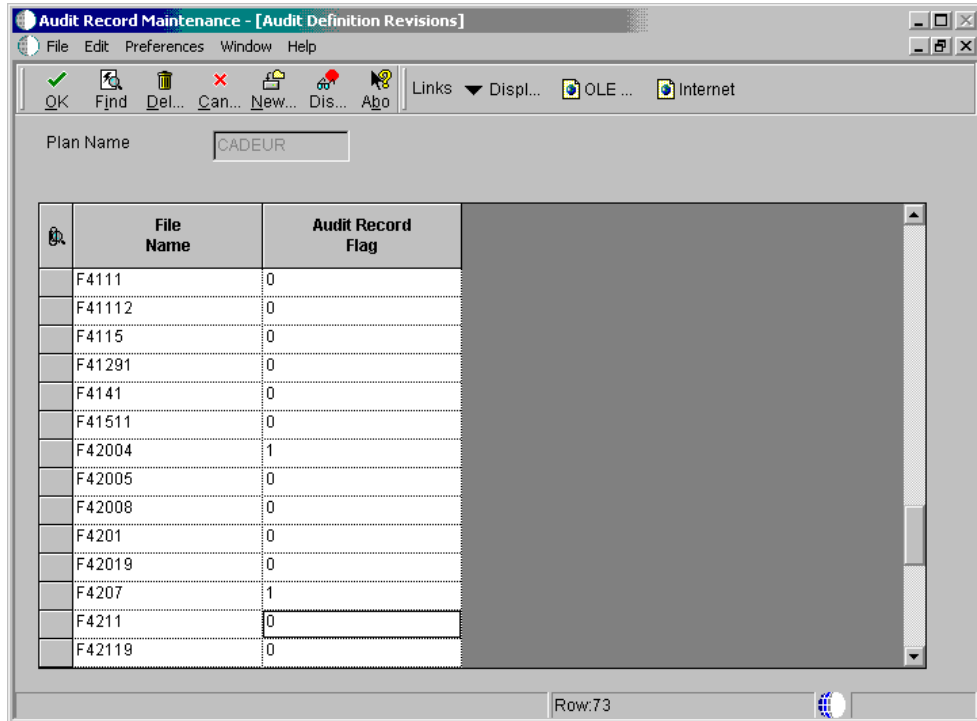 Audit Record Maintenance - [Audit Definition Revisions]
File Edit Preferences Window Help
OK Find Del... Can... New... Dis... Abo Links Displ... OLE ... Internet
Plan Name CADEUR
File Name Audit Record Flag
F4111 0
F41112 0
F4115 0
F41291 0
F4141 0
F41511 0
F42004 1
F42005 0
F42008 0
F4201 0
F42019 0
F4207 1
F4211 0
F42119 0
Row:73